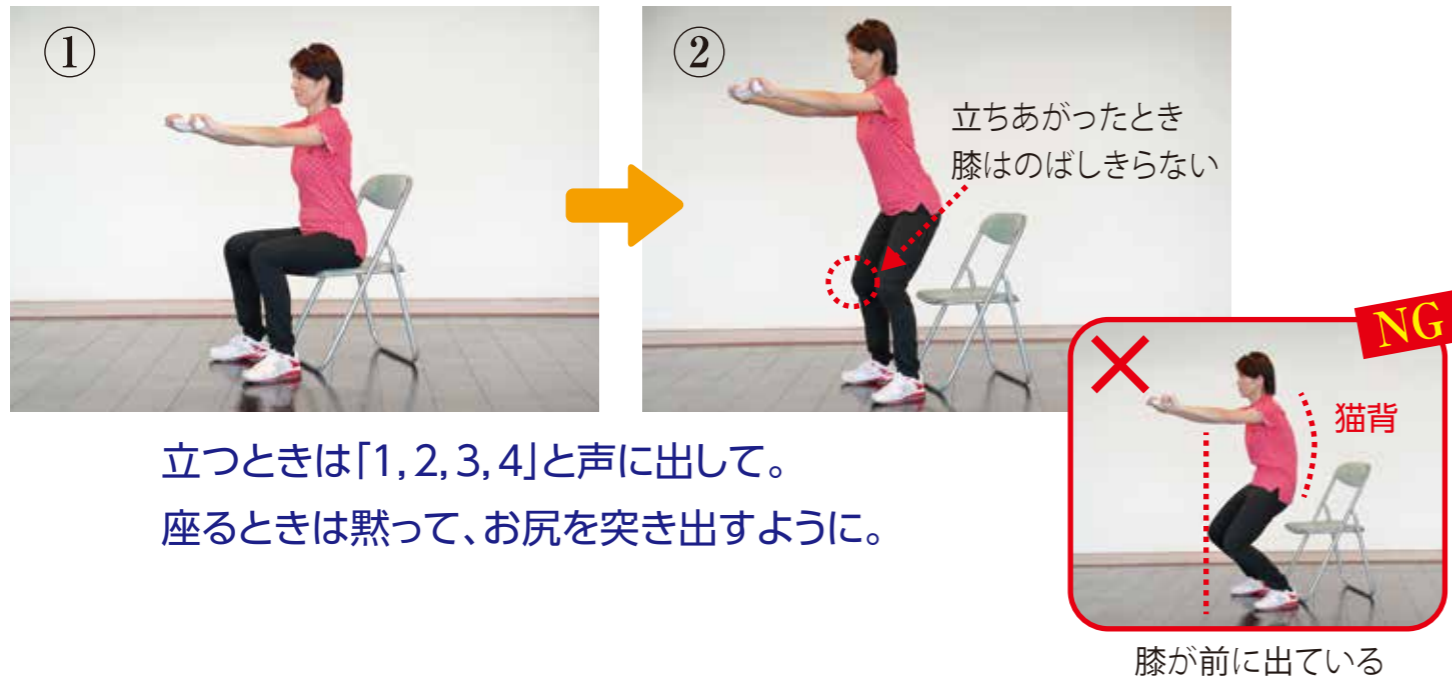 ①
②
立ちあがったとき
膝はのばしきらない
NG
猫背
立つときは｢1, 2, 3, 4｣と声に出して。
座るときは黙って、お尻を突き出すように。
膝が前に出ている